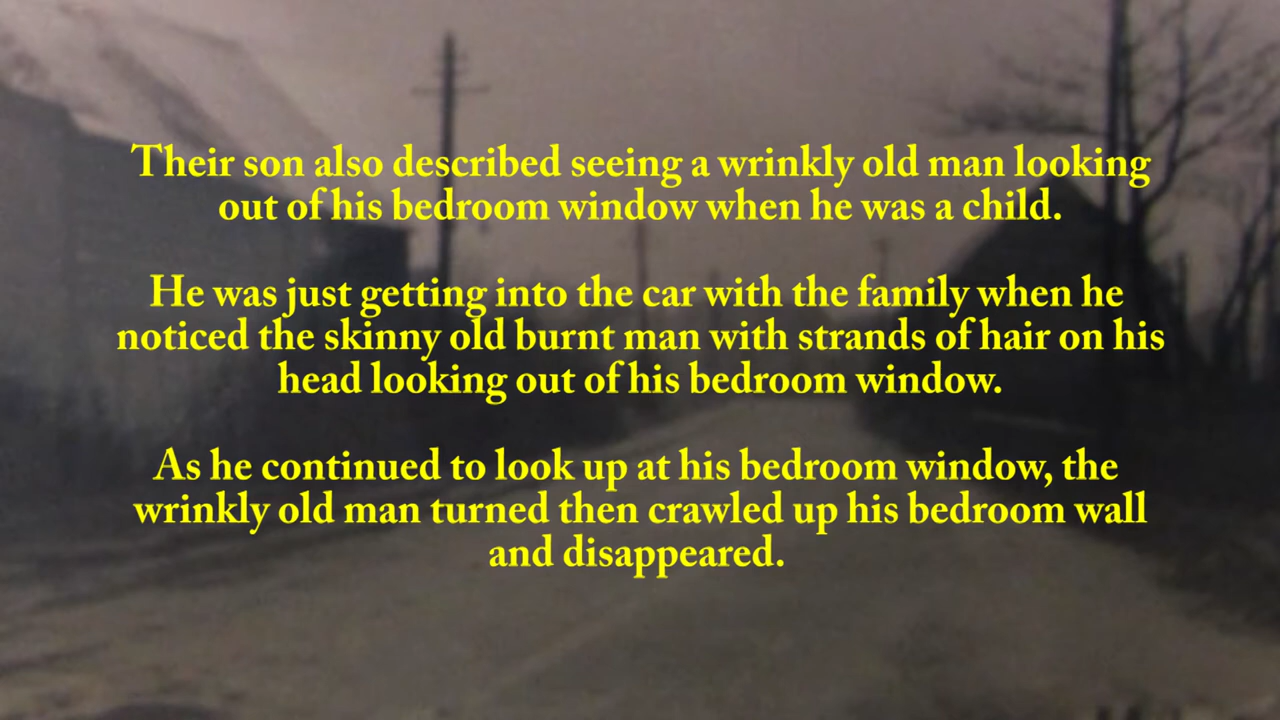 Their son also described seeing a wrinkly old man looking
out of his bedroom window when he was a child.
He was just getting into the car with the family when he
noticed the skinny old burnt man with strands of hair on his
head looking out of his bedroom window.
As he continued to look up at his bedroom window, the
wrinkly old man turned then crawled up his bedroom wall
and disappeared.